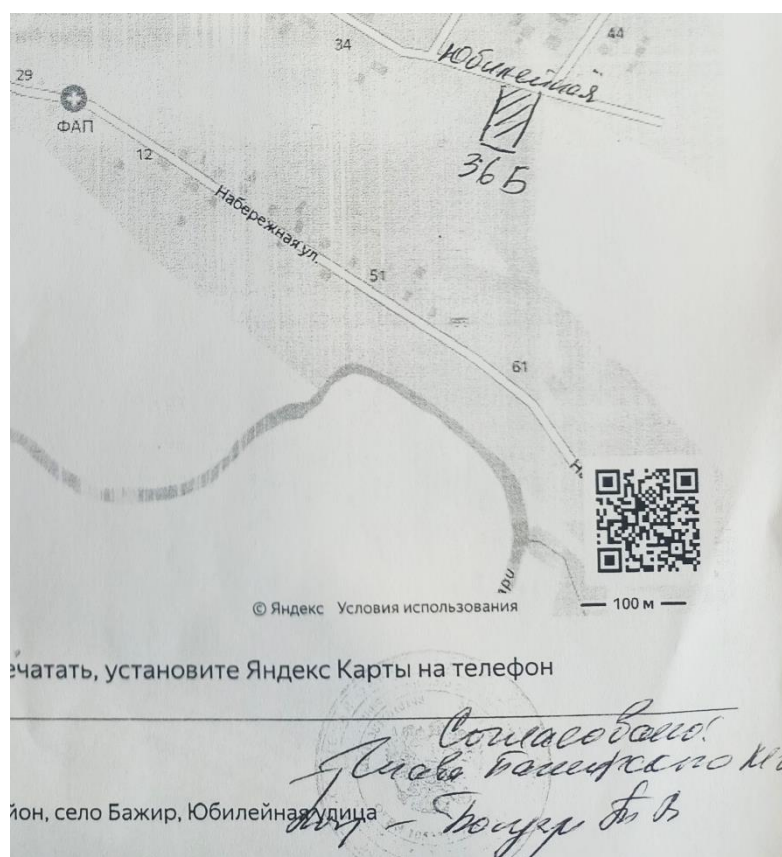 34
44
Юбилейная
29
ФАП
12
36Б
Набережная ул.
51
61
© Яндекс Условия использования
100 м
ечатать, установите Яндекс Карты на телефон
Согласовано:
Глава
йон, село Бажир, Юбилейная улица